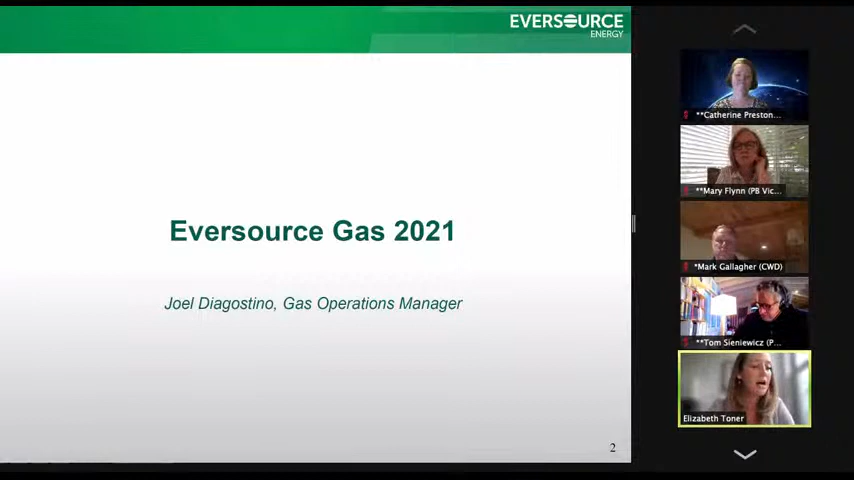 EVERSOURCE
ENERGY
Eversource Gas 2021
Joel Diagostino, Gas Operations Manager
2
**Catherine Preston...
**Mary Flynn (PB Vic...
*Mark Gallagher (CWD)
**Tom Sieniewicz (P...
Elizabeth Toner